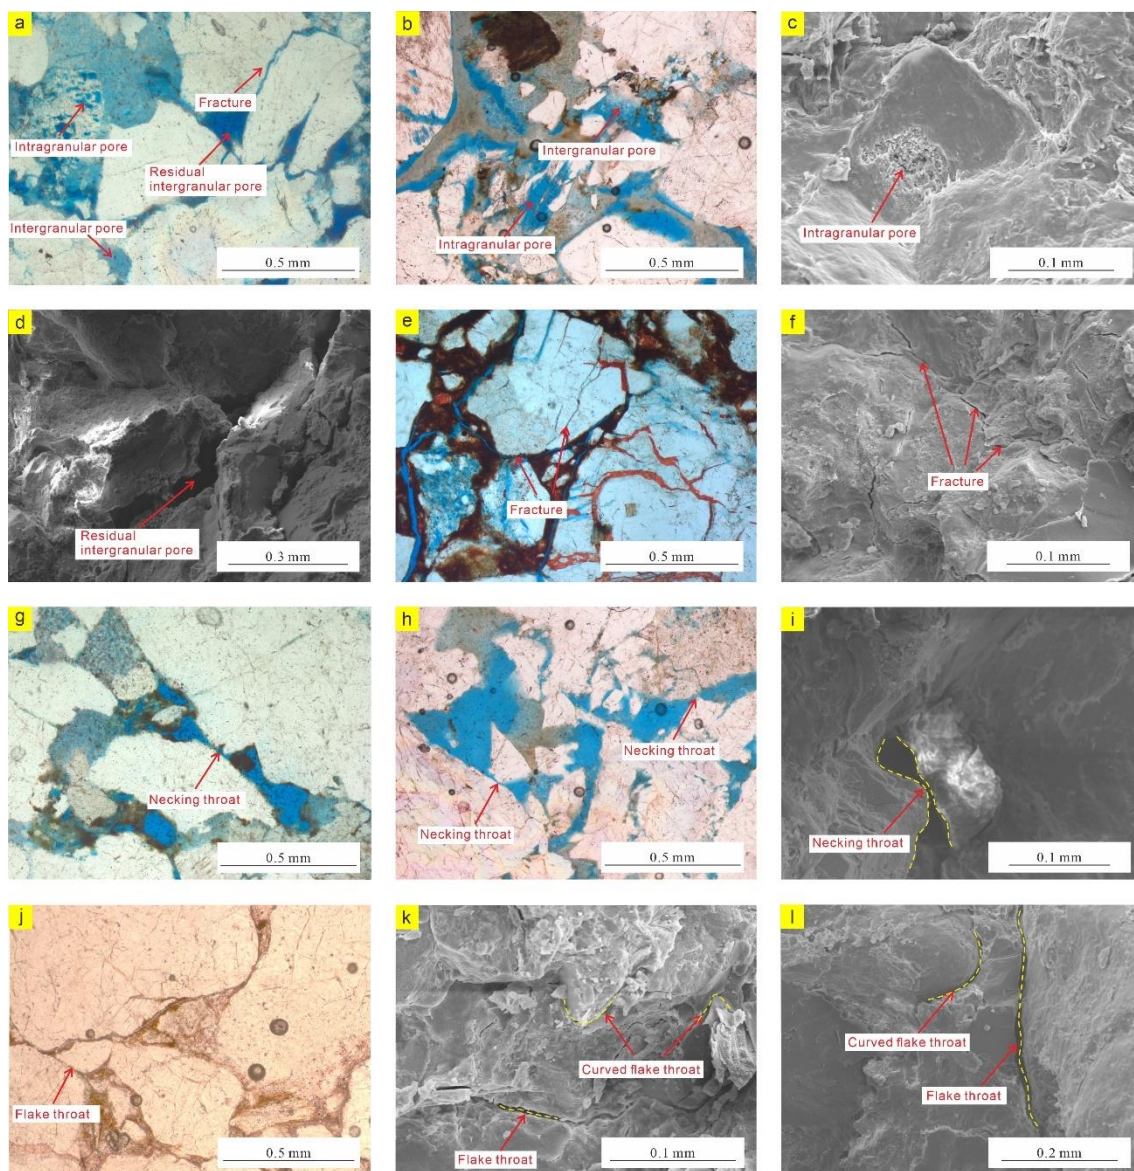 a
Fracture
Intragranular pore
Residual
intergranular pore
Intergranular pore
0.5 mm
b
Intergranular pore
Intragranular pore
0.5 mm
c
Intragranular pore
0.1 mm
d
Residual
intergranular pore
0.3 mm
e
Fracture
0.5 mm
f
Fracture
0.1 mm
g
Necking throat
0.5 mm
h
Necking throat
Necking throat
0.5 mm
i
Necking throat
0.1 mm
j
Flake throat
0.5 mm
k
Curved flake throat
Flake throat
0.1 mm
l
Curved flake throat
Flake throat
0.2 mm